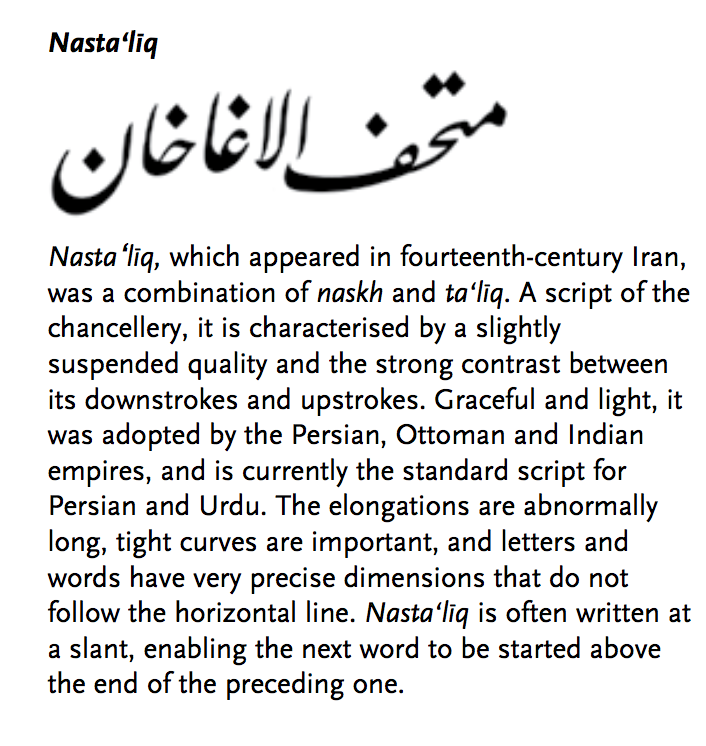 Nasta‘līq
متحف الاغاخان
Nasta‘līq, which appeared in fourteenth-century Iran,
was a combination of naskh and ta‘līq. A script of the
chancellery, it is characterised by a slightly
suspended quality and the strong contrast between
its downstrokes and upstrokes. Graceful and light, it
was adopted by the Persian, Ottoman and Indian
empires, and is currently the standard script for
Persian and Urdu. The elongations are abnormally
long, tight curves are important, and letters and
words have very precise dimensions that do not
follow the horizontal line. Nasta‘līq is often written at
a slant, enabling the next word to be started above
the end of the preceding one.